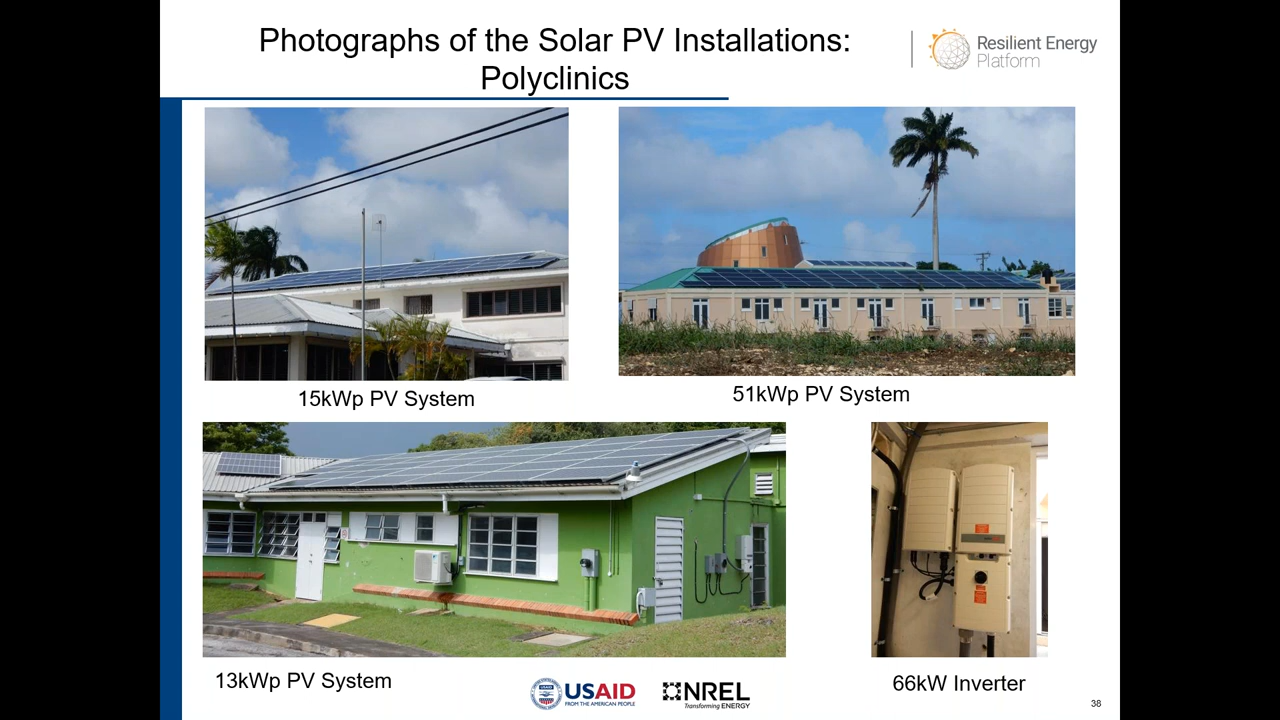 Photographs of the Solar PV Installations:
Polyclinics
Resilient Energy
Platform
15kWp PV System
51kWp PV System
13kWp PV System
66kW Inverter
USAID
FROM THE AMERICAN PEOPLE
NREL
Transforming ENERGY
38